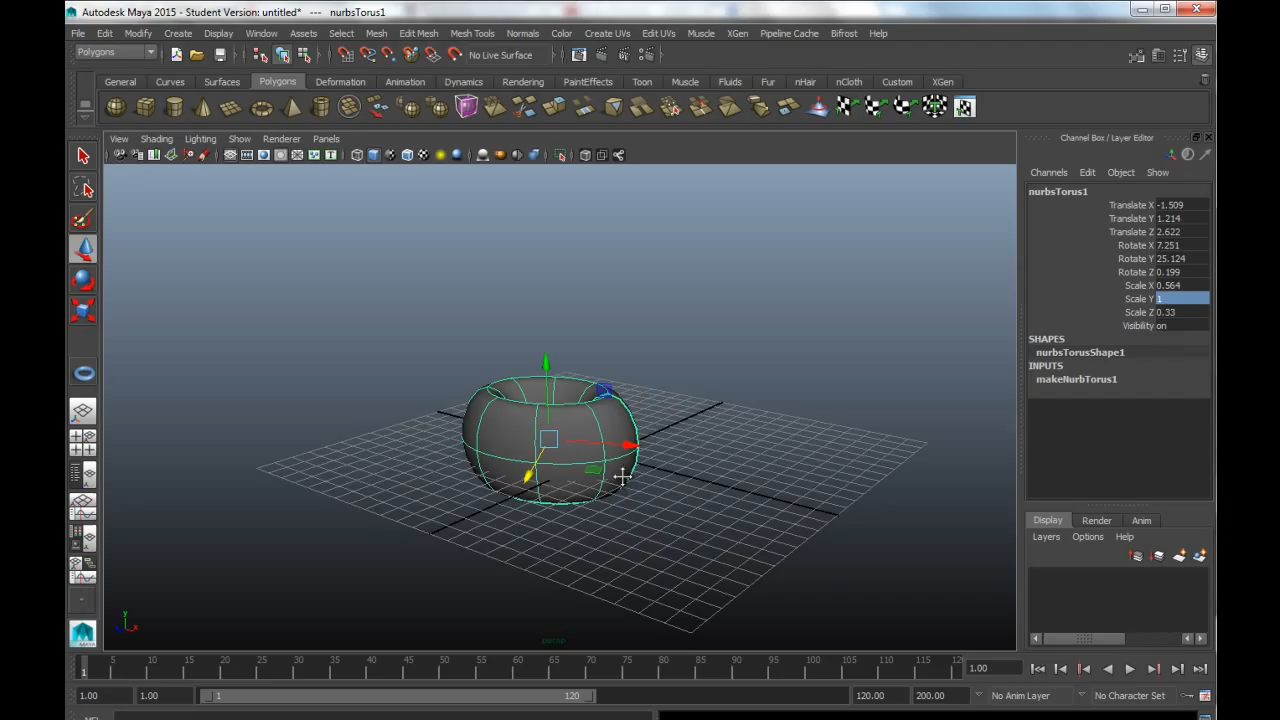 Autodesk Maya 2015 - Student Version: untitled* --- nurbsTorus1
File Edit Modify Create Display Window Assets Select Mesh Edit Mesh Mesh Tools Normals Color Create UVs Edit UVs Muscle XGen Pipeline Cache Bifrost Help
Polygons
No Live Surface
General Curves Surfaces Polygons Deformation Animation Dynamics Rendering PaintEffects Toon Muscle Fluids Fur nHair nCloth Custom XGen
View Shading Lighting Show Renderer Panels
Channel Box / Layer Editor
Channels Edit Object Show
nurbsTorus1
Translate X -1.509
Translate Y 1.214
Translate Z 2.622
Rotate X 7.251
Rotate Y 25.124
Rotate Z 0.199
Scale X 0.564
Scale Y 1
Scale Z 0.33
Visibility on
SHAPES
nurbsTorusShape1
INPUTS
makeNurbTorus1
Display Render Anim
Layers Options Help
y
x
persp
1 5 10 15 20 25 30 35 40 45 50 55 60 65 70 75 80 85 90 95 100 105 110 115 12
1.00
1.00 1.00 1 120 120.00 200.00 No Anim Layer No Character Set
MEL